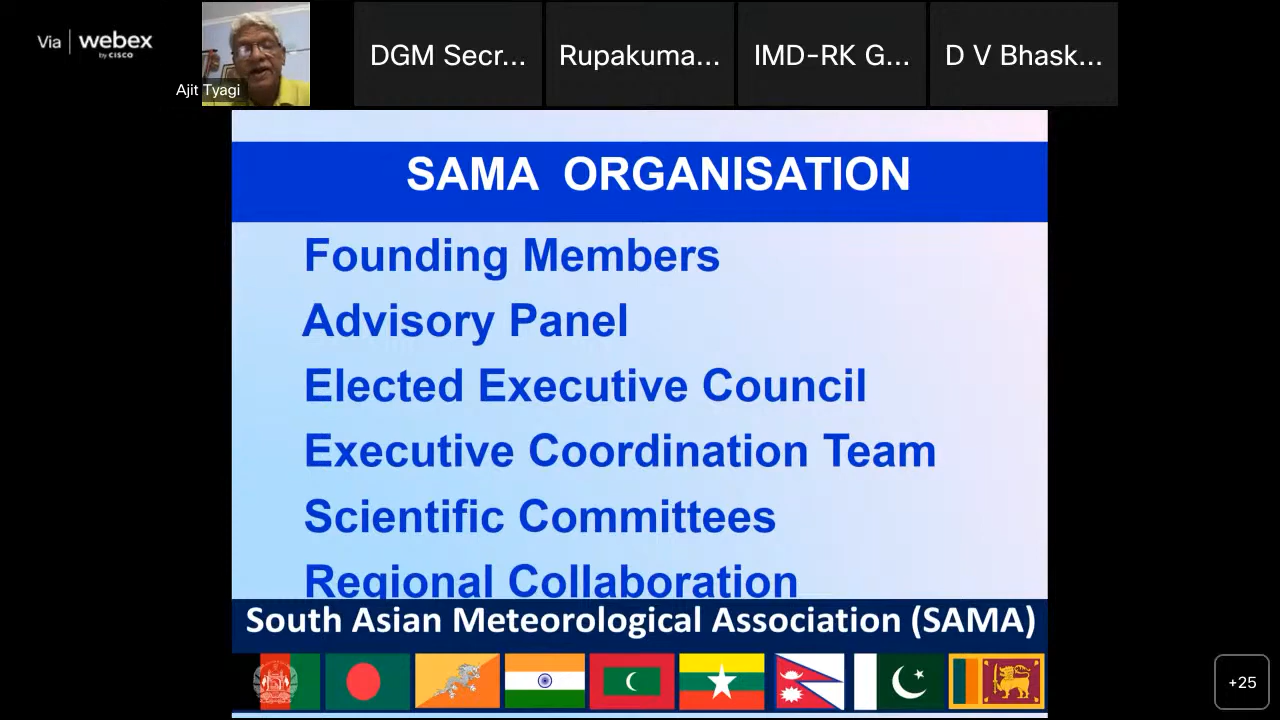 Via webex
by CISCO
Ajit Tyagi
DGM Secr...
Rupakuma...
IMD-RK G...
D V Bhask...
SAMA ORGANISATION
Founding Members
Advisory Panel
Elected Executive Council
Executive Coordination Team
Scientific Committees
Regional Collaboration
South Asian Meteorological Association (SAMA)
+25